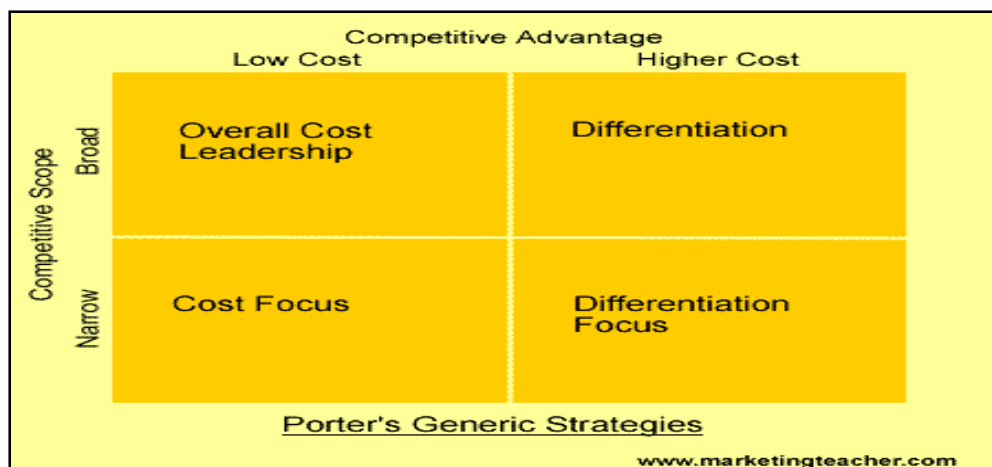 Competitive Advantage
Low Cost Higher Cost
Competitive Scope
Broad
Overall Cost
Leadership
Differentiation
Narrow
Cost Focus
Differentiation
Focus
Porter's Generic Strategies
www.marketingteacher.com